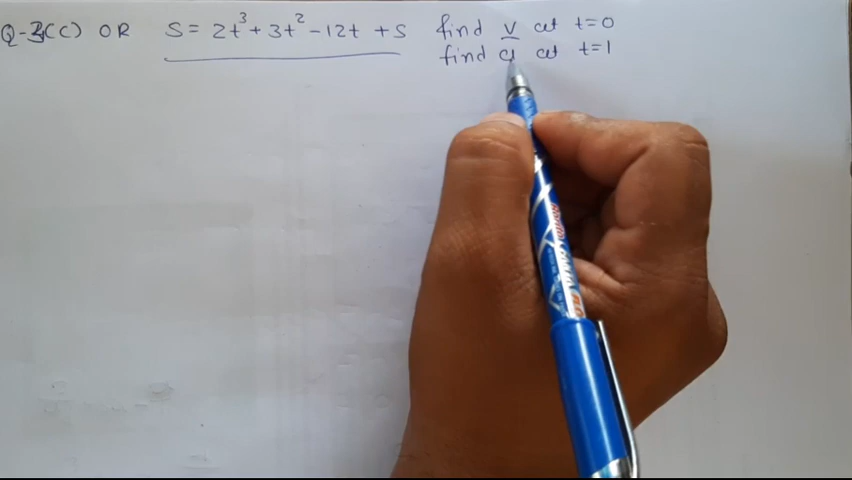 Q-3(C) OR S = 2t³ + 3t² - 12t + 5 find v at t=0
find a at t=1